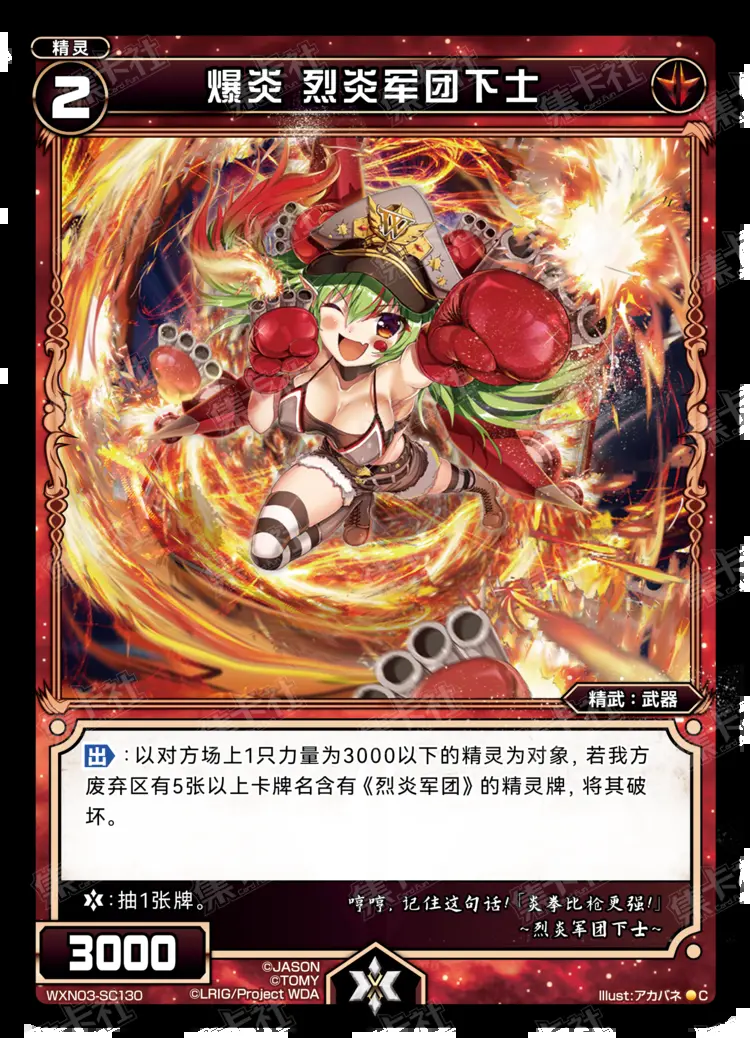 精灵
2
爆炎 烈炎军团下士
W
精武：武器
出：以对方场上1只力量为3000以下的精灵为对象，若我方
废弃区有5张以上卡牌名含有《烈炎军团》的精灵牌，将其破
坏。
：抽1张牌。
哼哼，记住这句话！「炎拳比枪更强！」
~烈炎军团下士~
3000
©JASON
©TOMY
©LRIG/Project WDA
WXN03-SC130
Illust:アカバネ
C
集卡社